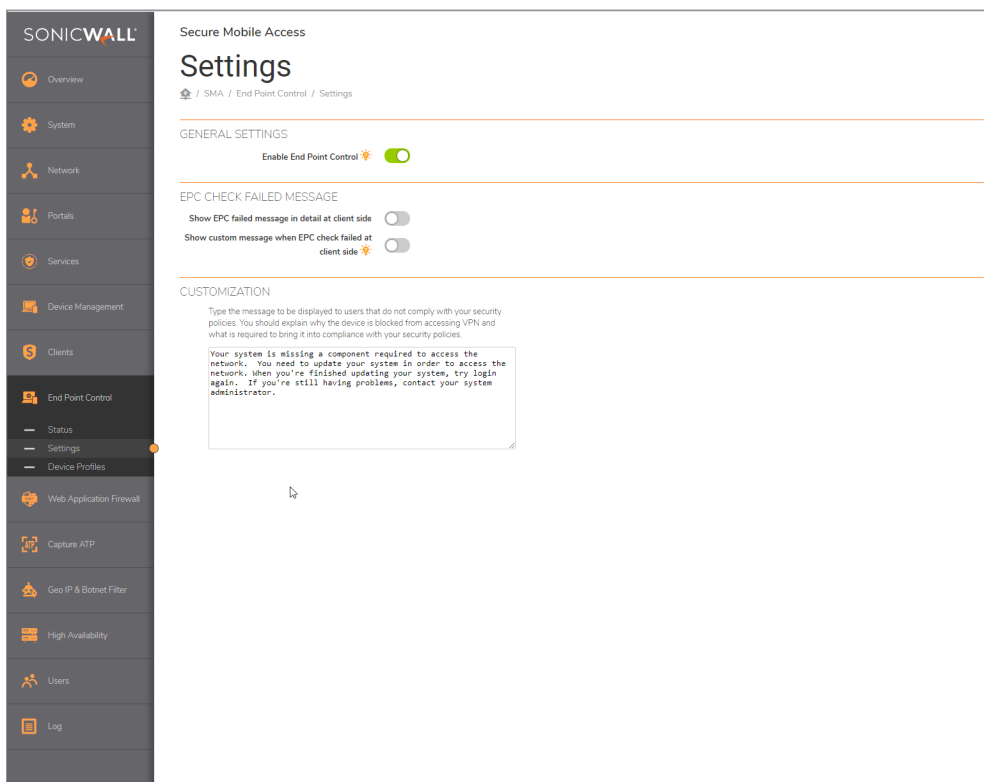 SONICWALL
Overview
System
Network
Portals
Services
Device Management
Clients
End Point Control
Status
Settings
Device Profiles
Web Application Firewall
ATP
Capture ATP
Geo IP & Botnet Filter
High Availability
Users
Log
Secure Mobile Access
Settings
/ SMA / End Point Control / Settings
GENERAL SETTINGS
Enable End Point Control
EPC CHECK FAILED MESSAGE
Show EPC failed message in detail at client side
Show custom message when EPC check failed at
client side
CUSTOMIZATION
Type the message to be displayed to users that do not comply with your security
policies. You should explain why the device is blocked from accessing VPN and
what is required to bring it into compliance with your security policies.
Your system is missing a component required to access the
network.  You need to update your system in order to access the
network. When you're finished updating your system, try login
again.  If you're still having problems, contact your system
administrator.